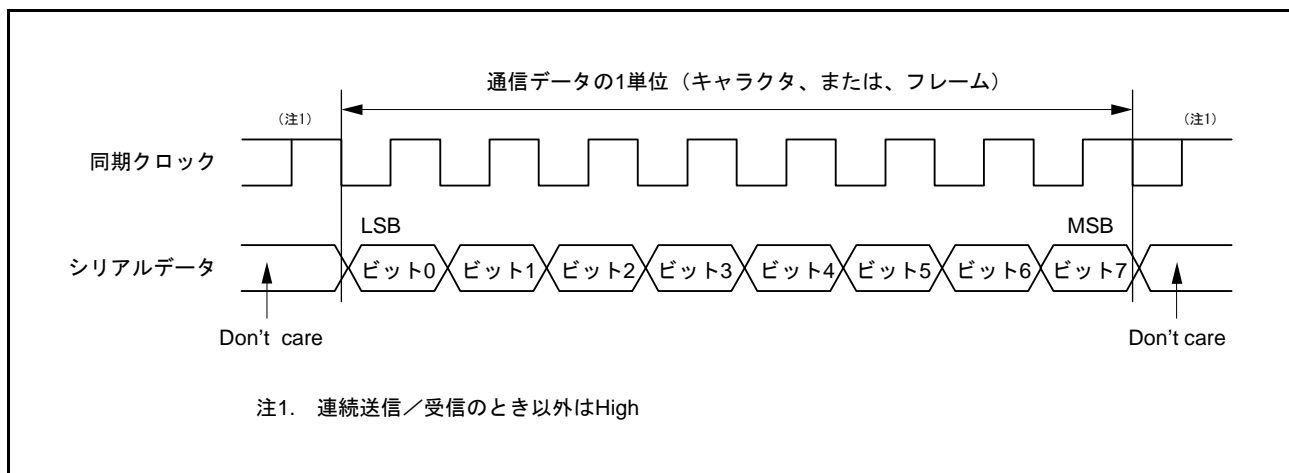 通信データの1単位（キャラクタ、または、フレーム）
（注1）
（注1）
同期クロック
LSB
MSB
シリアルデータ
ビット0 ビット1 ビット2 ビット3 ビット4 ビット5 ビット6 ビット7
Don't care
Don't care
注1. 連続送信／受信のとき以外はHigh